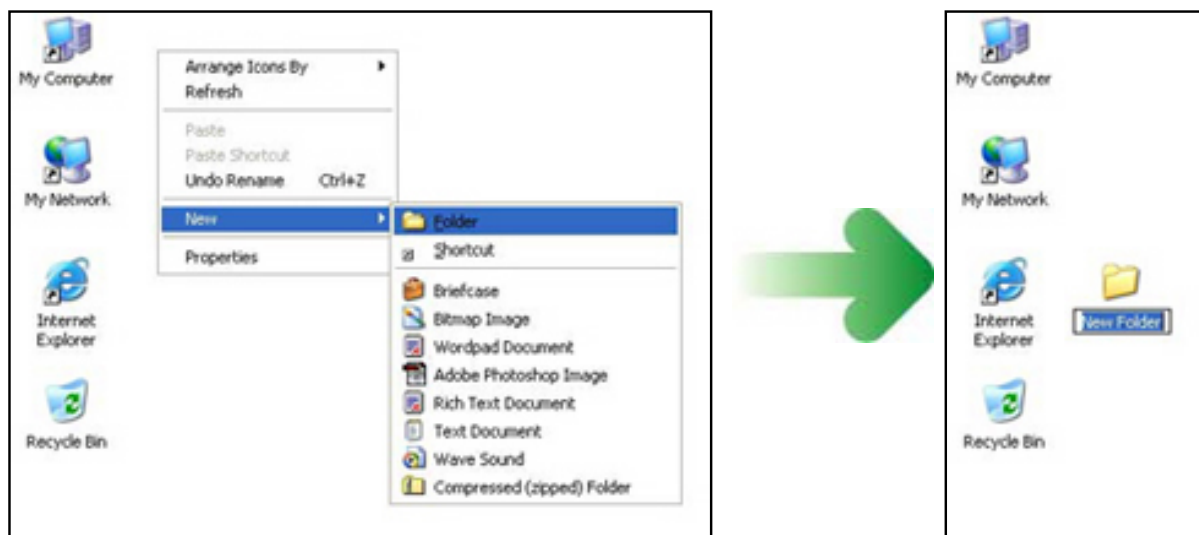 My Computer
My Network
Internet
Explorer
Recycle Bin
Arrange Icons By
Refresh
Paste
Paste Shortcut
Undo Rename Ctrl+Z
New
Properties
Folder
Shortcut
Briefcase
Bitmap Image
Wordpad Document
Adobe Photoshop Image
Rich Text Document
Text Document
Wave Sound
Compressed (zipped) Folder
My Computer
My Network
Internet
Explorer
New Folder
Recycle Bin